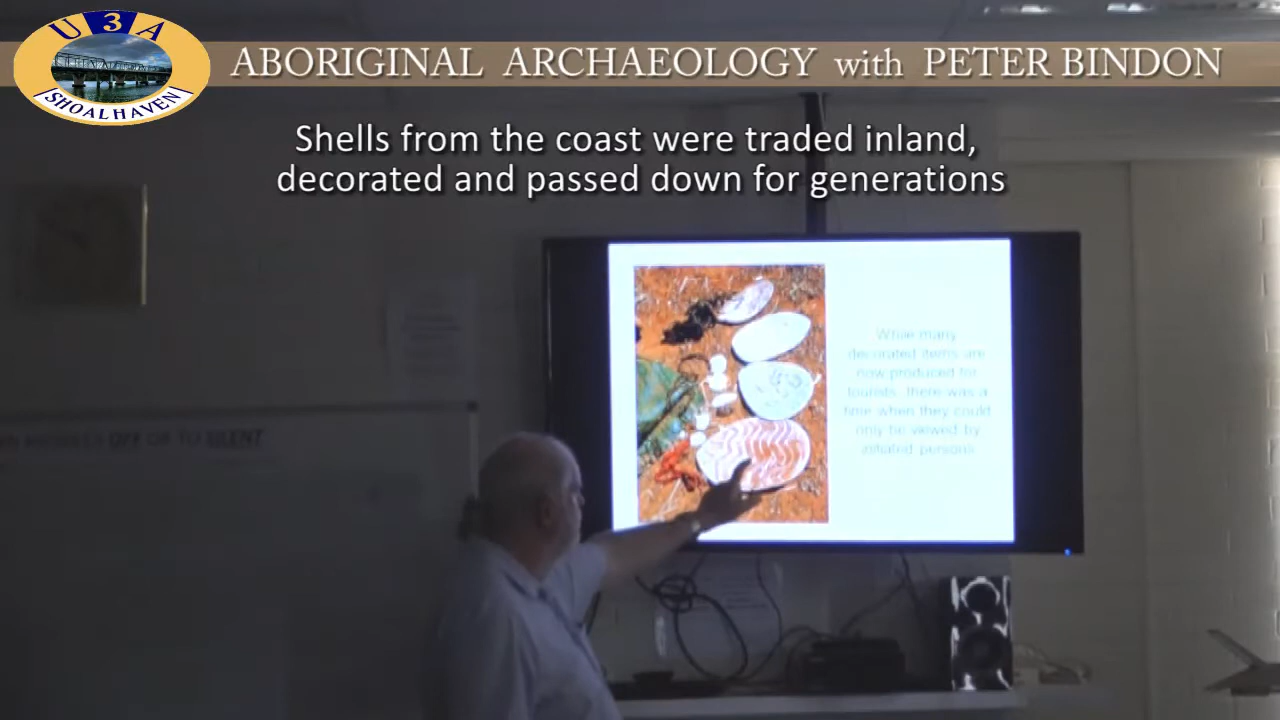 U 3 A
SHOALHAVEN
ABORIGINAL ARCHAEOLOGY with PETER BINDON
Shells from the coast were traded inland,
decorated and passed down for generations
While many
decorated items are
now produced for
tourists, there was a
time when they could
only be viewed by
initiated persons
OFF OR TO SILENT